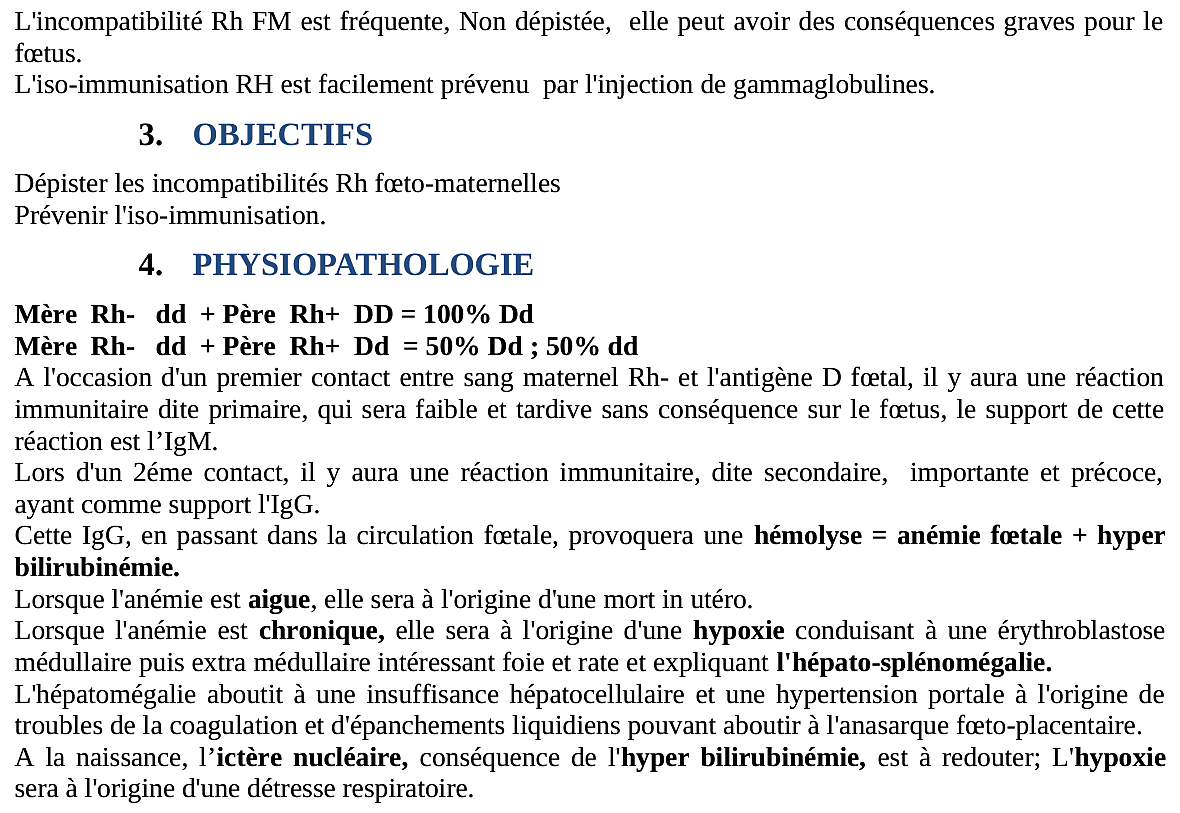 L'incompatibilité Rh FM est fréquente, Non dépistée,  elle peut avoir des conséquences graves pour le
fœtus.
L'iso-immunisation RH est facilement prévenu  par l'injection de gammaglobulines.
3. OBJECTIFS
Dépister les incompatibilités Rh fœto-maternelles
Prévenir l'iso-immunisation.
4. PHYSIOPATHOLOGIE
Mère  Rh-   dd  + Père  Rh+  DD = 100% Dd
Mère  Rh-   dd  + Père  Rh+  Dd  = 50% Dd ; 50% dd
A l'occasion d'un premier contact entre sang maternel Rh- et l'antigène D fœtal, il y aura une réaction
immunitaire dite primaire, qui sera faible et tardive sans conséquence sur le fœtus, le support de cette
réaction est l’IgM.
Lors d'un 2éme contact, il y aura une réaction immunitaire, dite secondaire,  importante et précoce,
ayant comme support l'IgG.
Cette IgG, en passant dans la circulation fœtale, provoquera une hémolyse = anémie fœtale + hyper
bilirubinémie.
Lorsque l'anémie est aigue, elle sera à l'origine d'une mort in utéro.
Lorsque l'anémie est chronique, elle sera à l'origine d'une hypoxie conduisant à une érythroblastose
médullaire puis extra médullaire intéressant foie et rate et expliquant l'hépato-splénomégalie.
L'hépatomégalie aboutit à une insuffisance hépatocellulaire et une hypertension portale à l'origine de
troubles de la coagulation et d'épanchements liquidiens pouvant aboutir à l'anasarque fœto-placentaire.
A la naissance, l’ictère nucléaire, conséquence de l'hyper bilirubinémie, est à redouter; L'hypoxie
sera à l'origine d'une détresse respiratoire.